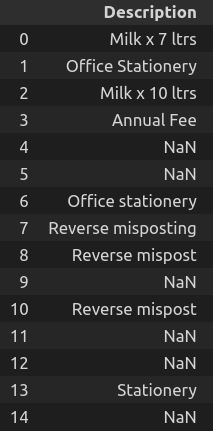 Description
0 Milk x 7 ltrs
1 Office Stationery
2 Milk x 10 ltrs
3 Annual Fee
4 NaN
5 NaN
6 Office stationery
7 Reverse misposting
8 Reverse mispost
9 NaN
10 Reverse mispost
11 NaN
12 NaN
13 Stationery
14 NaN